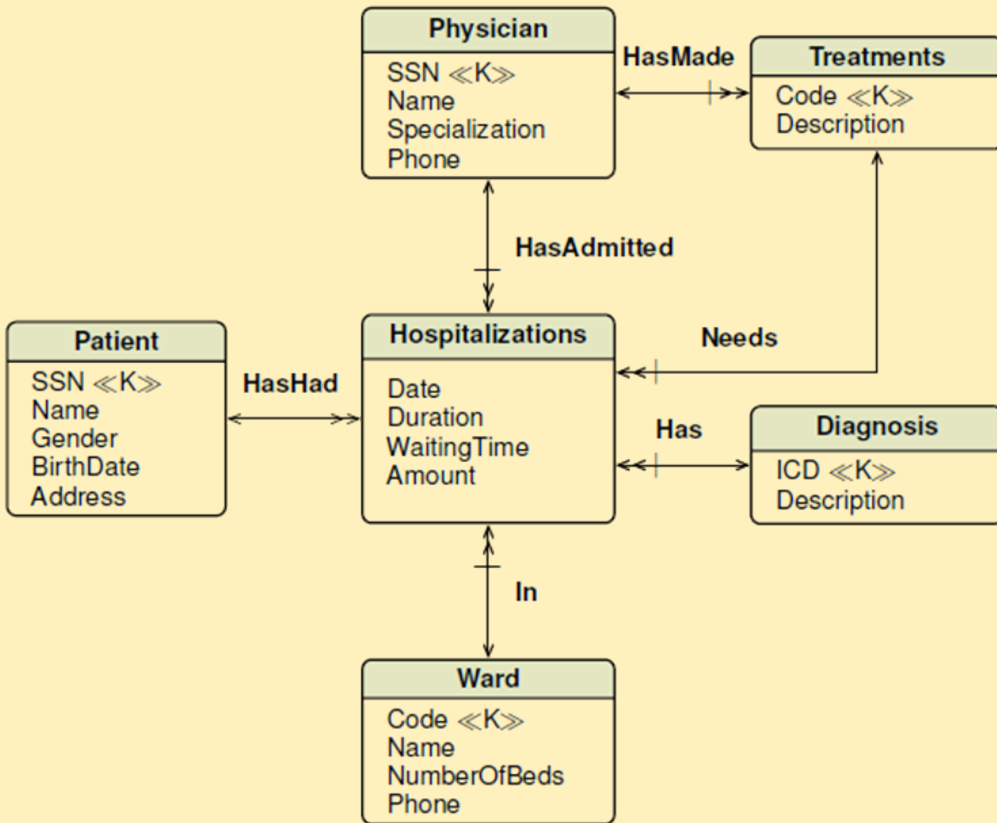 Physician
SSN ≪K≫
Name
Specialization
Phone
HasMade
Treatments
Code ≪K≫
Description
HasAdmitted
Patient
SSN ≪K≫
Name
Gender
BirthDate
Address
HasHad
Hospitalizations
Date
Duration
WaitingTime
Amount
Needs
Has
Diagnosis
ICD ≪K≫
Description
In
Ward
Code ≪K≫
Name
NumberOfBeds
Phone